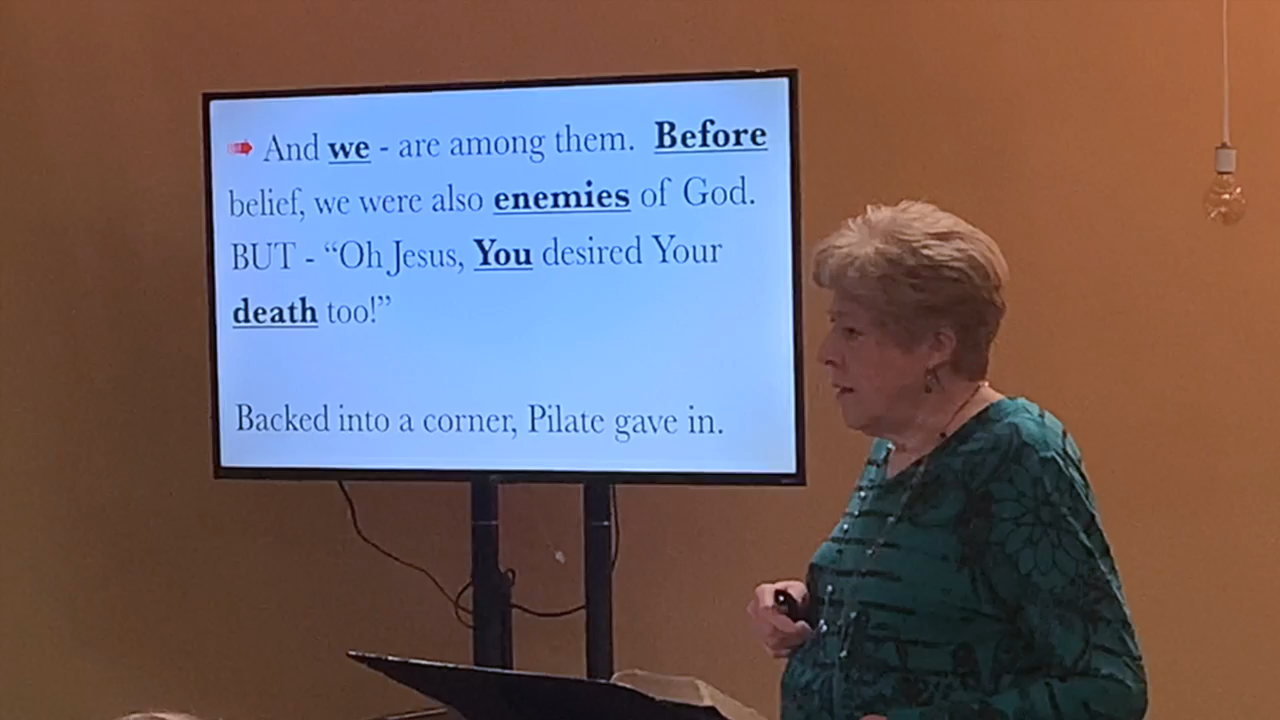 And we - are among them. Before
belief, we were also enemies of God.
BUT - “Oh Jesus, You desired Your
death too!”
Backed into a corner, Pilate gave in.